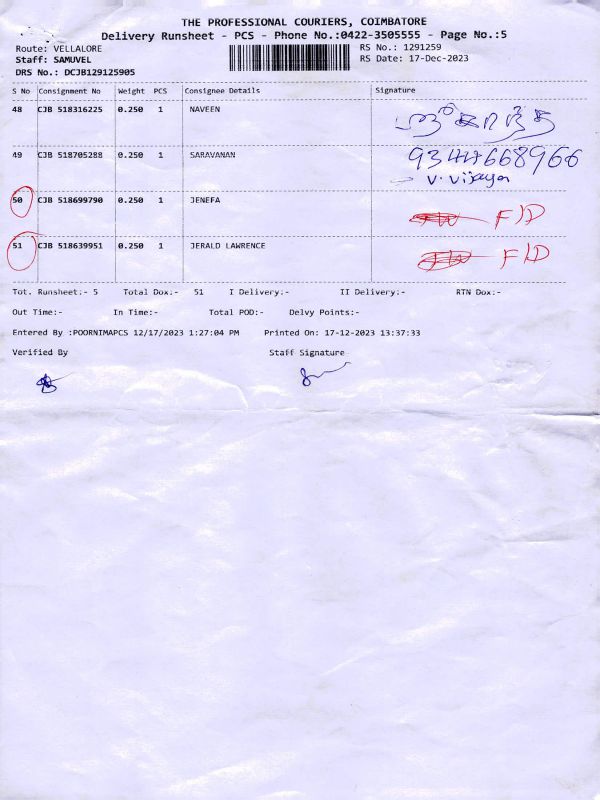 THE PROFESSIONAL COURIERS, COIMBATORE
Delivery Runsheet - PCS - Phone No.:0422-3505555 - Page No.:5
Route: VELLALORE RS No.: 1291259
Staff: SAMUVEL RS Date: 17-Dec-2023
DRS No.: DCJB129125905
S No Consignment No Weight PCS Consignee Details Signature
48 CJB 518316225 0.250 1 NAVEEN
49 CJB 518705288 0.250 1 SARAVANAN 9344668966
V. Vijayan
50 CJB 518699790 0.250 1 JENEFA F/D
51 CJB 518639951 0.250 1 JERALD LAWRENCE F/D
Tot. Runsheet:- 5 Total Dox:- 51 I Delivery:- II Delivery:- RTN Dox:-
Out Time:- In Time:- Total POD:- Delvy Points:-
Entered By :POORNIMAPCS 12/17/2023 1:27:04 PM Printed On: 17-12-2023 13:37:33
Verified By Staff Signature